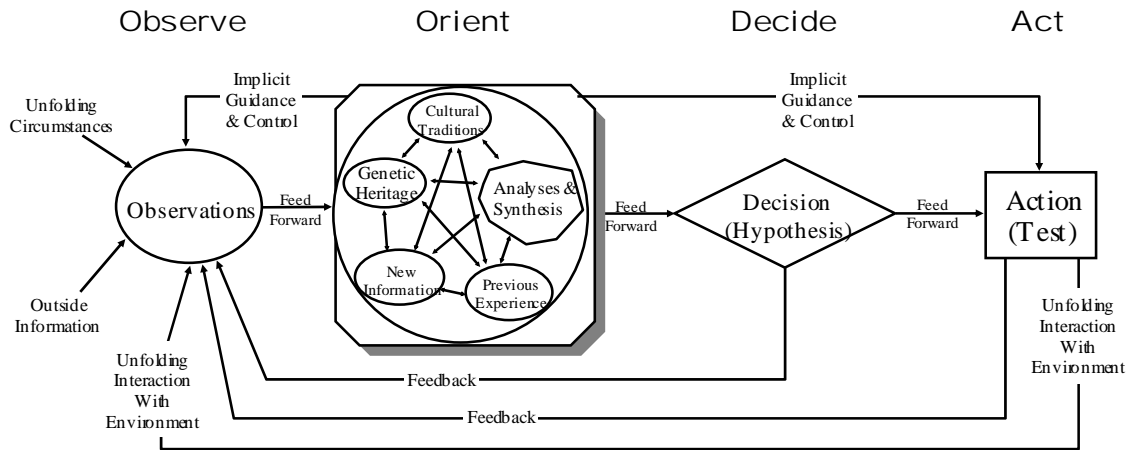 Observe
Orient
Decide
Act
Implicit
Guidance
& Control
Unfolding
Circumstances
Observations
Outside
Information
Feed
Forward
Cultural
Traditions
Genetic
Heritage
Analyses &
Synthesis
New
Information
Previous
Experience
Feed
Forward
Implicit
Guidance
& Control
Decision
(Hypothesis)
Feed
Forward
Action
(Test)
Unfolding
Interaction
With
Environment
Feedback
Feedback
Unfolding
Interaction
With
Environment